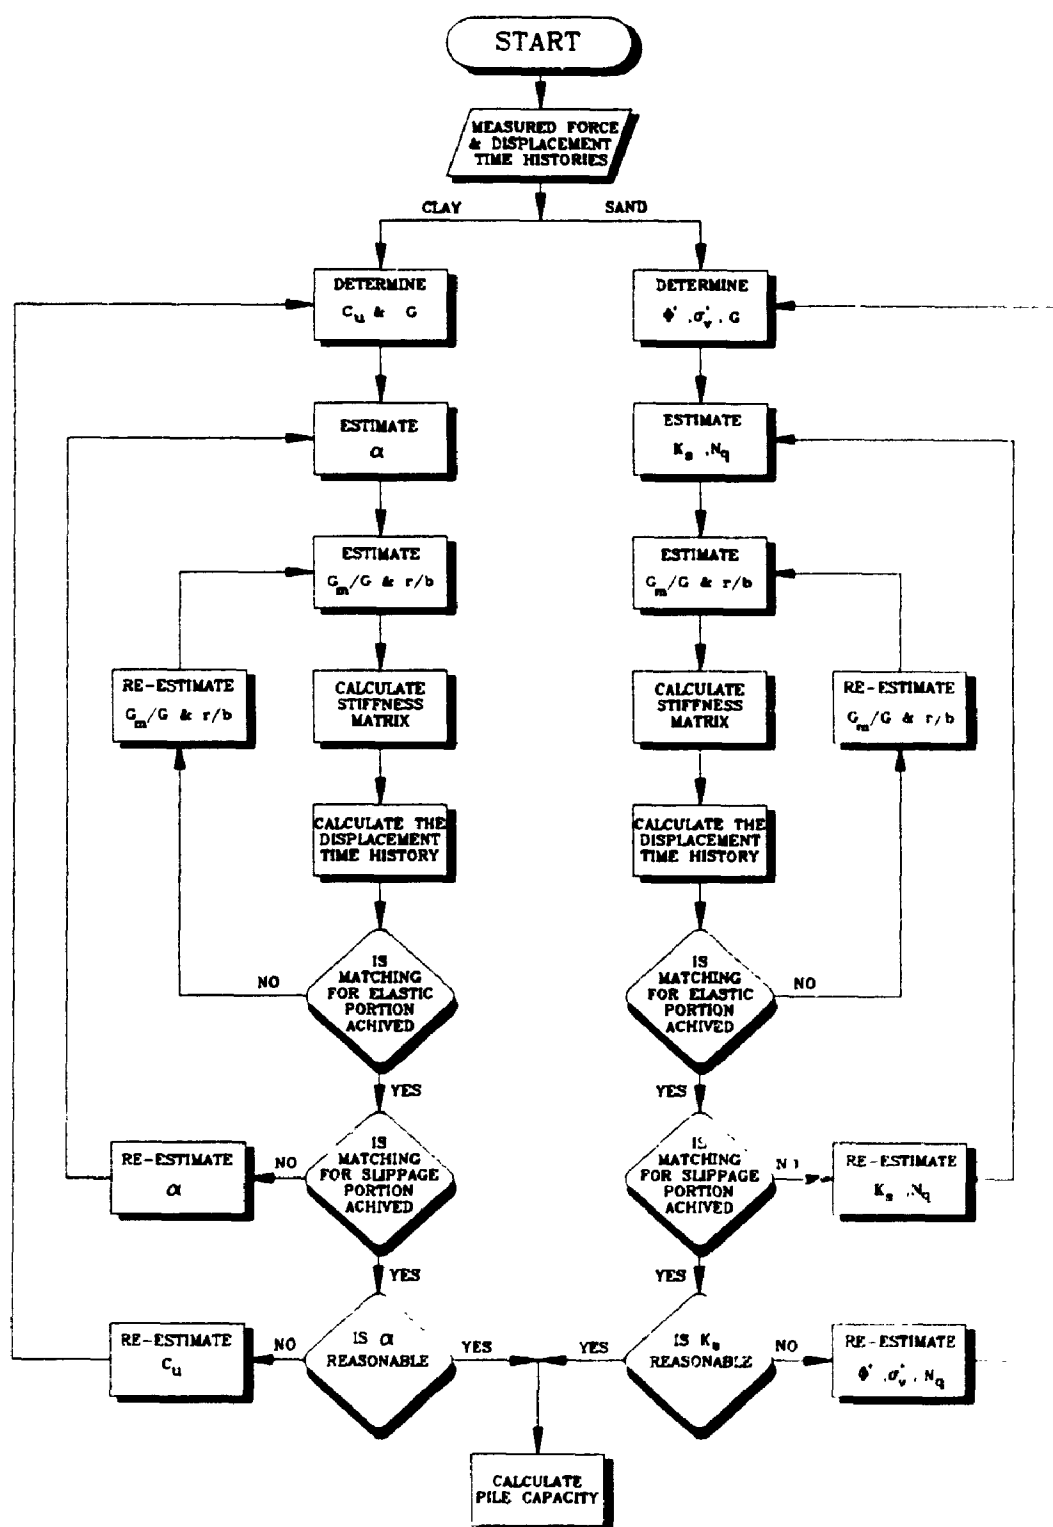 START
MEASURED FORCE
& DISPLACEMENT
TIME HISTORIES
CLAY
SAND
DETERMINE
Cu & G
DETERMINE
Φ' , σ'v , G
ESTIMATE
α
ESTIMATE
Ks , Nq
ESTIMATE
Gm/G & r/b
ESTIMATE
Gm/G & r/b
RE-ESTIMATE
Gm/G & r/b
CALCULATE
STIFFNESS
MATRIX
CALCULATE
STIFFNESS
MATRIX
RE-ESTIMATE
Gm/G & r/b
CALCULATE THE
DISPLACEMENT
TIME HISTORY
CALCULATE THE
DISPLACEMENT
TIME HISTORY
NO
IS
MATCHING
FOR ELASTIC
PORTION
ACHIVED
IS
MATCHING
FOR ELASTIC
PORTION
ACHIVED
NO
YES
YES
RE-ESTIMATE
α
NO
IS
MATCHING
FOR SLIPPAGE
PORTION
ACHIVED
IS
MATCHING
FOR SLIPPAGE
PORTION
ACHIVED
NO
RE-ESTIMATE
Ks , Nq
YES
YES
RE-ESTIMATE
Cu
NO
IS α
REASONABLE
YES
YES
IS Ks
REASONABLE
NO
RE-ESTIMATE
Φ' , σ'v , Nq
CALCULATE
PILE CAPACITY